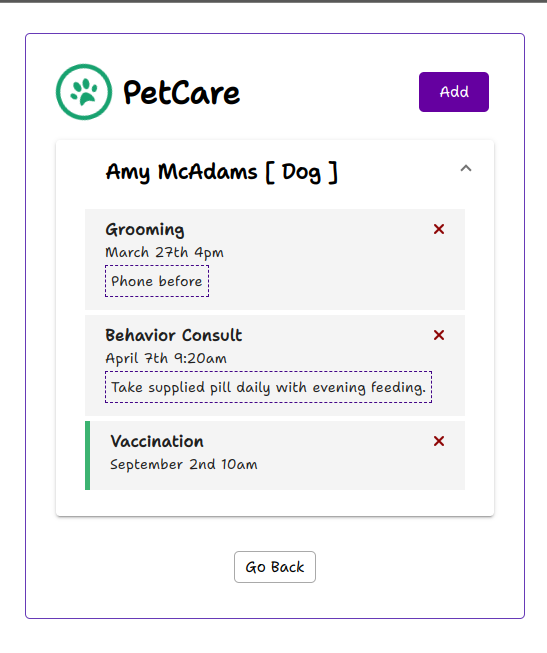 PetCare
Add
Amy McAdams [ Dog ]
Grooming
March 27th 4pm
Phone before
Behavior Consult
April 7th 9:20am
Take supplied pill daily with evening feeding.
Vaccination
September 2nd 10am
Go Back